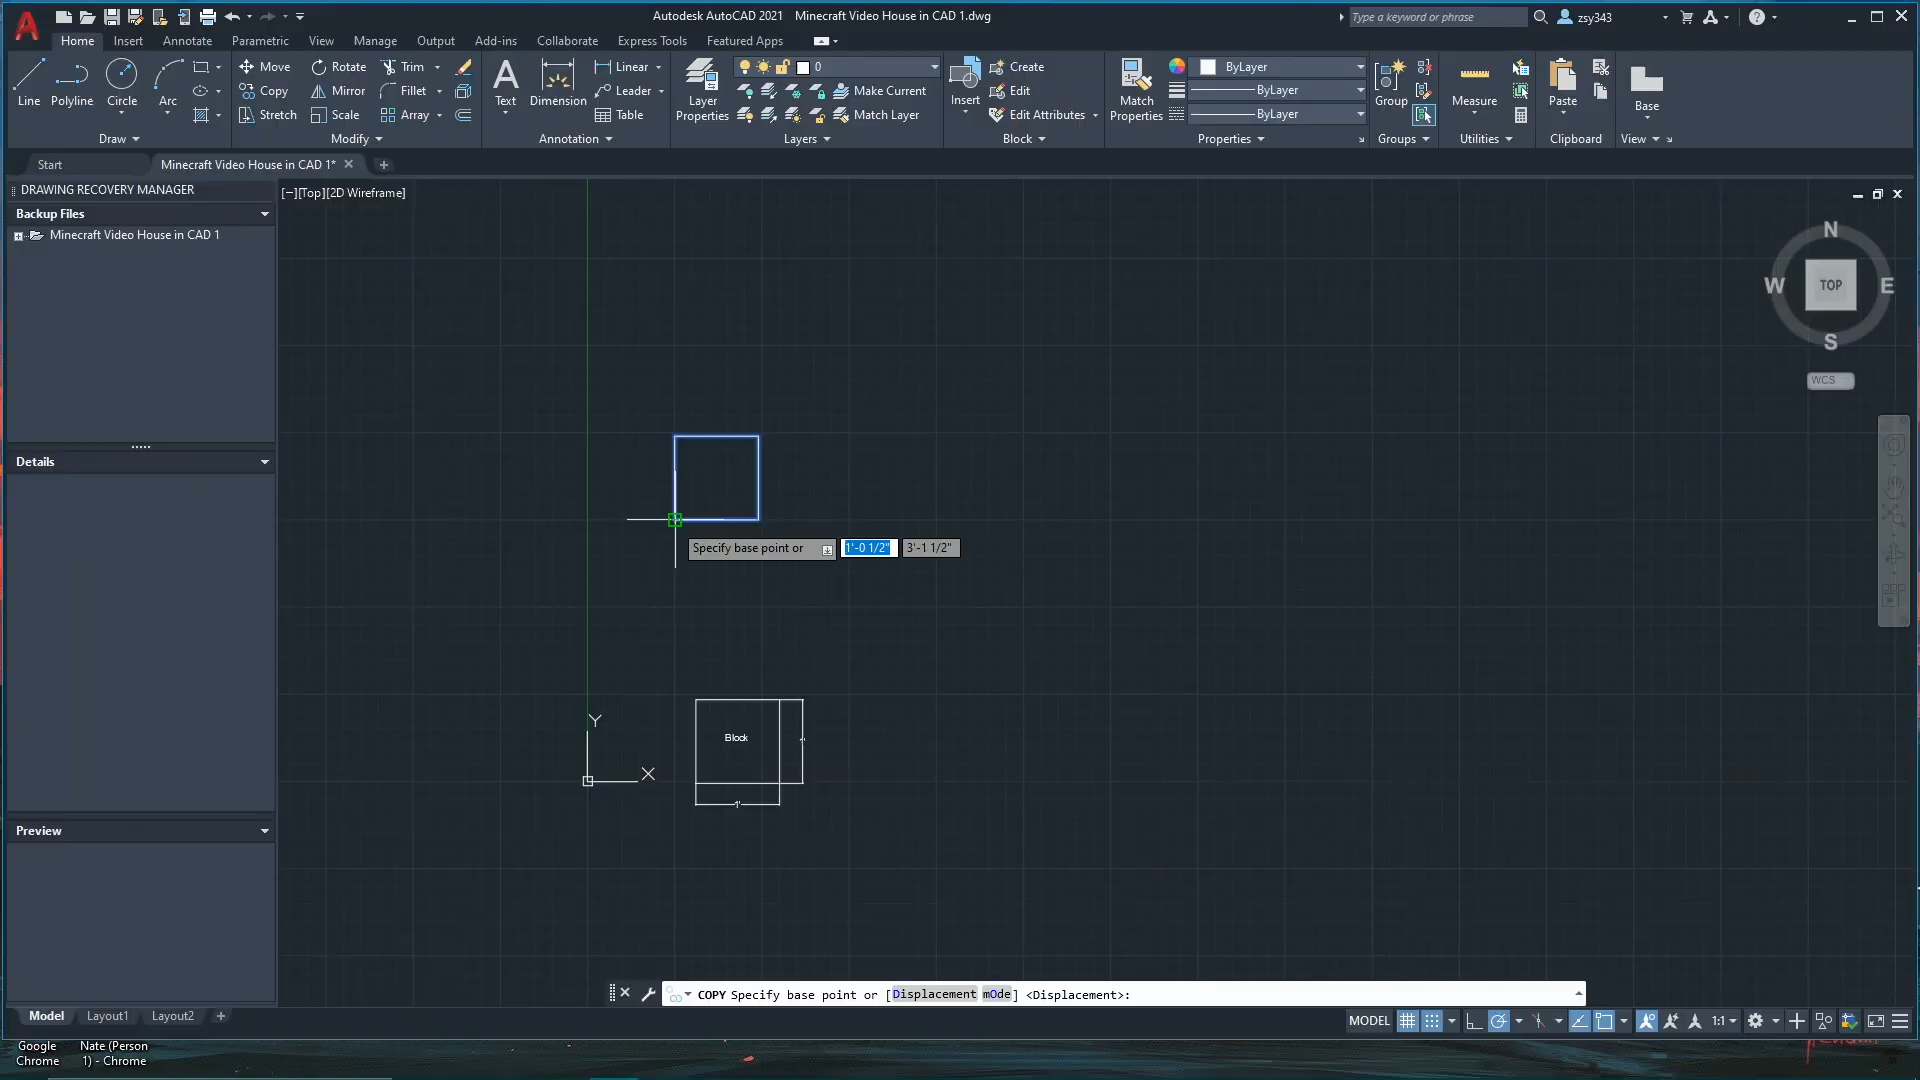 Autodesk AutoCAD 2021 Minecraft Video House in CAD 1.dwg
Type a keyword or phrase
zsy343
Home Insert Annotate Parametric View Manage Output Add-ins Collaborate Express Tools Featured Apps
Line Polyline Circle Arc
Move Rotate Trim
Copy Mirror Fillet
Stretch Scale Array
Text Dimension
Linear
Leader
Table
Layer Properties
0
Make Current
Match Layer
Insert
Create
Edit
Edit Attributes
Match Properties
ByLayer
ByLayer
ByLayer
Group
Measure
Paste
Base
Draw Modify Annotation Layers Block Properties Groups Utilities Clipboard View
Start Minecraft Video House in CAD 1*
DRAWING RECOVERY MANAGER
Backup Files
Minecraft Video House in CAD 1
Details
Preview
[−][Top][2D Wireframe]
N
W TOP E
S
WCS
Specify base point or 1'-0 1/2" 3'-1 1/2"
Y
X
Block
1'
COPY Specify base point or [Displacement mOde] <Displacement>:
Model Layout1 Layout2 +
MODEL 1:1
Google Chrome
Nate (Person 1) - Chrome